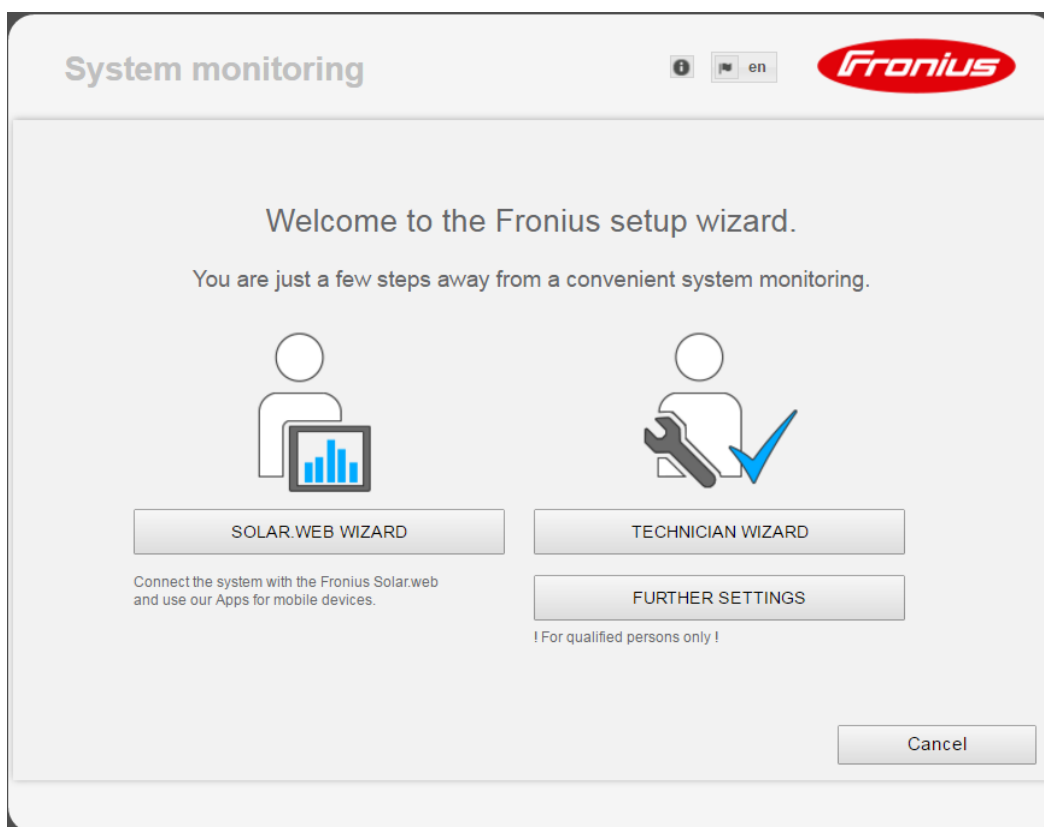 System monitoring
en
Fronius
Welcome to the Fronius setup wizard.
You are just a few steps away from a convenient system monitoring.
SOLAR.WEB WIZARD
Connect the system with the Fronius Solar.web
and use our Apps for mobile devices.
TECHNICIAN WIZARD
FURTHER SETTINGS
! For qualified persons only !
Cancel